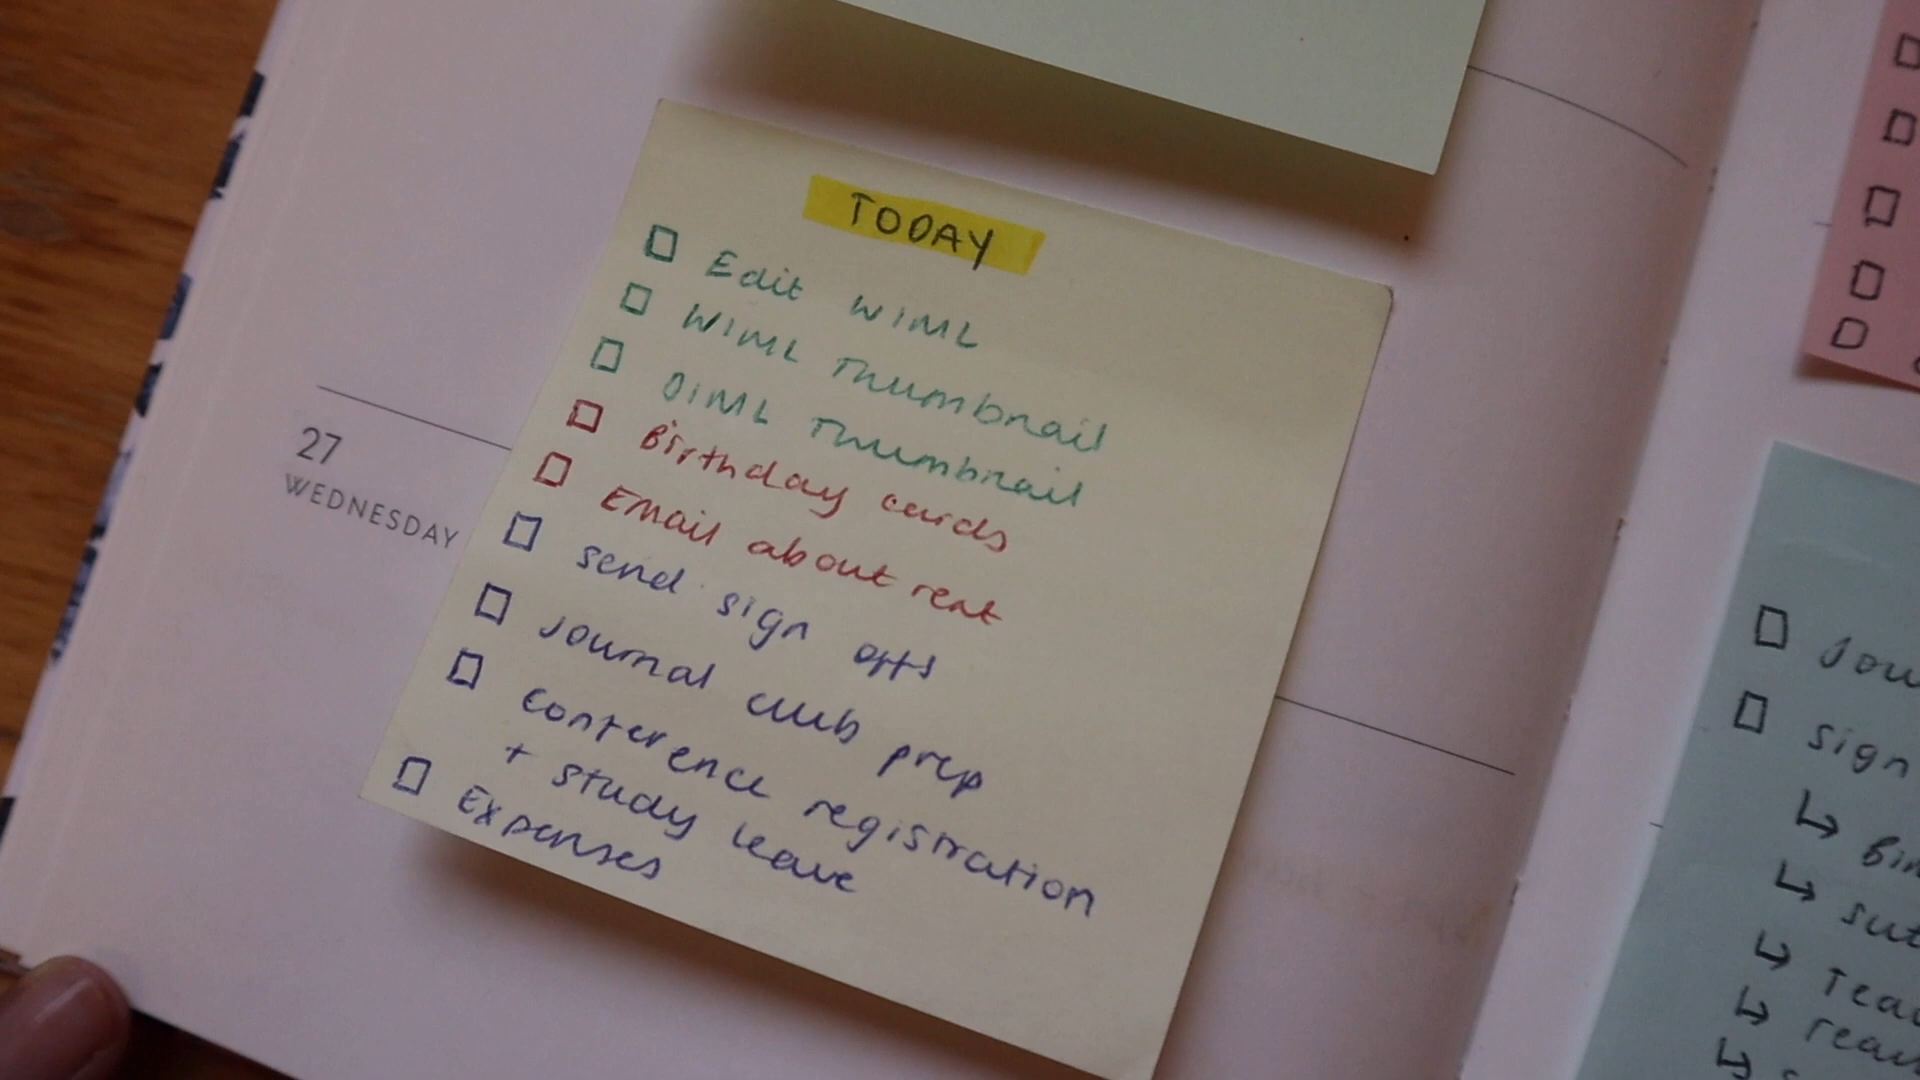 TODAY
Edit WIML
WIML Thumbnail
DIML Thumbnail
Birthday cards
Email about rent
send sign offs
Journal club prep
conference registration
+ study leave
Expenses
27
WEDNESDAY
sign